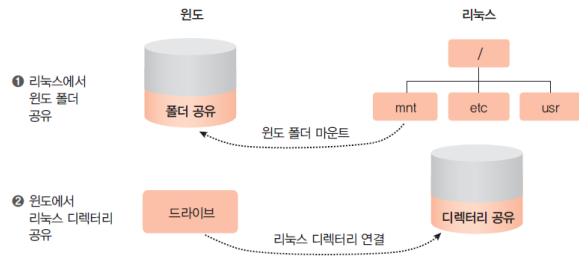 윈도
리눅스
❶ 리눅스에서
윈도 폴더
공유
폴더 공유
/
mnt
etc
usr
윈도 폴더 마운트
❷ 윈도에서
리눅스 디렉터리
공유
드라이브
디렉터리 공유
리눅스 디렉터리 연결